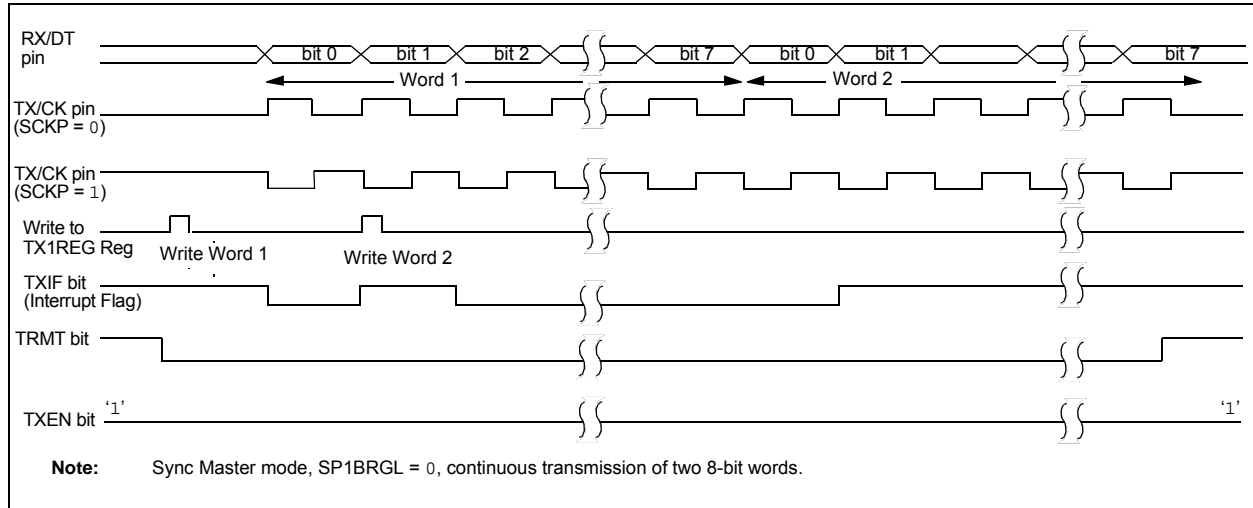 RX/DT
pin
bit 0 bit 1 bit 2 bit 7 bit 0 bit 1 bit 7
Word 1 Word 2
TX/CK pin
(SCKP = 0)
TX/CK pin
(SCKP = 1)
Write to
TX1REG Reg
Write Word 1 Write Word 2
TXIF bit
(Interrupt Flag)
TRMT bit
TXEN bit ‘1’ ‘1’
Note: Sync Master mode, SP1BRGL = 0, continuous transmission of two 8-bit words.